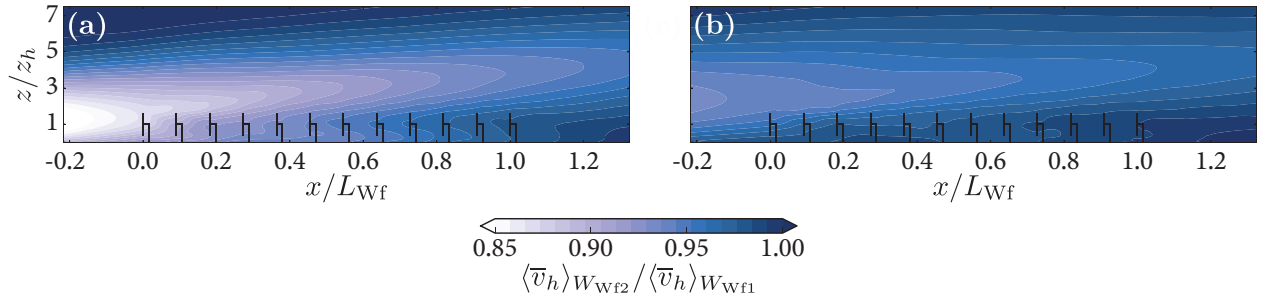 (a) (b)
z/z_h 7 5 3 1
-0.2 0.0 0.2 0.4 0.6 0.8 1.0 1.2 -0.2 0.0 0.2 0.4 0.6 0.8 1.0 1.2
x/L_Wf x/L_Wf
0.85 0.90 0.95 1.00
⟨v̅_h⟩_{W_Wf2}/⟨v̅_h⟩_{W_Wf1}